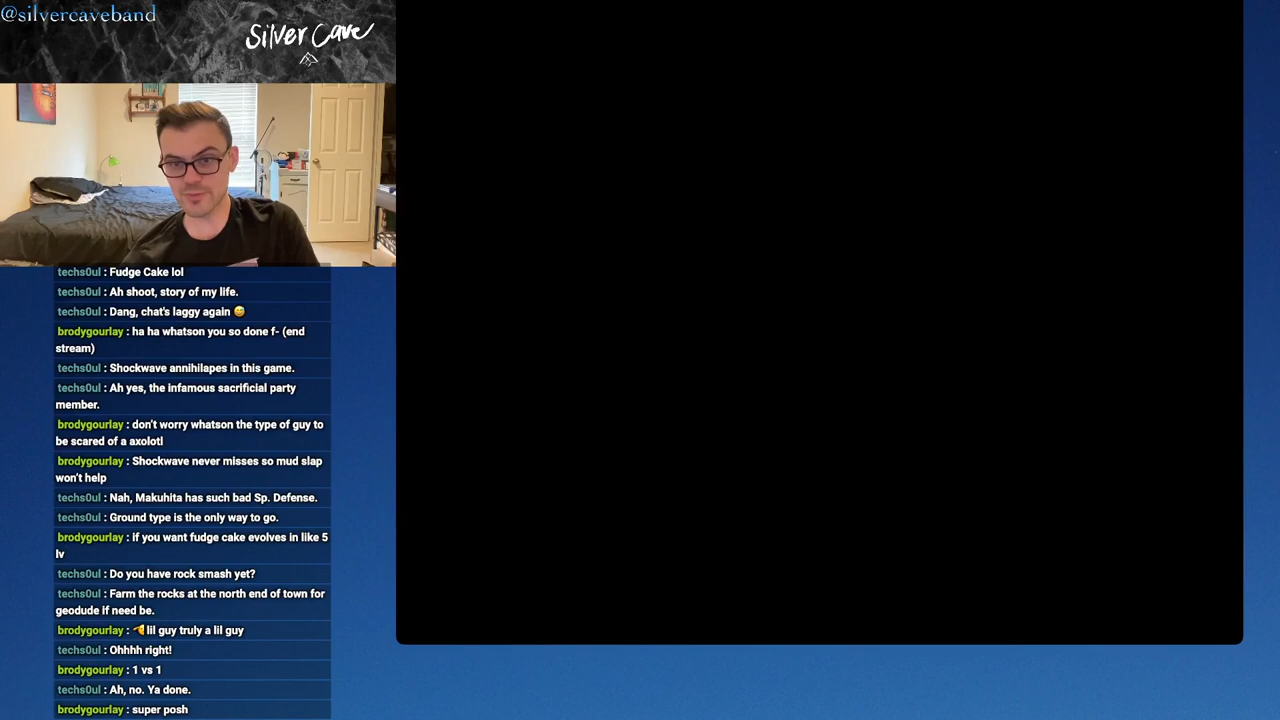 @silvercaveband
Silver Cave
techs0ul : Fudge Cake lol
techs0ul : Ah shoot, story of my life.
techs0ul : Dang, chat's laggy again 😅
brodygourlay : ha ha whatson you so done f- (end
stream)
techs0ul : Shockwave annihilapes in this game.
techs0ul : Ah yes, the infamous sacrificial party
member.
brodygourlay : don't worry whatson the type of guy to
be scared of a axolotl
brodygourlay : Shockwave never misses so mud slap
won't help
techs0ul : Nah, Makuhita has such bad Sp. Defense.
techs0ul : Ground type is the only way to go.
brodygourlay : if you want fudge cake evolves in like 5
lv
techs0ul : Do you have rock smash yet?
techs0ul : Farm the rocks at the north end of town for
geodude if need be.
brodygourlay : lil guy truly a lil guy
techs0ul : Ohhhh right!
brodygourlay : 1 vs 1
techs0ul : Ah, no. Ya done.
brodygourlay : super posh